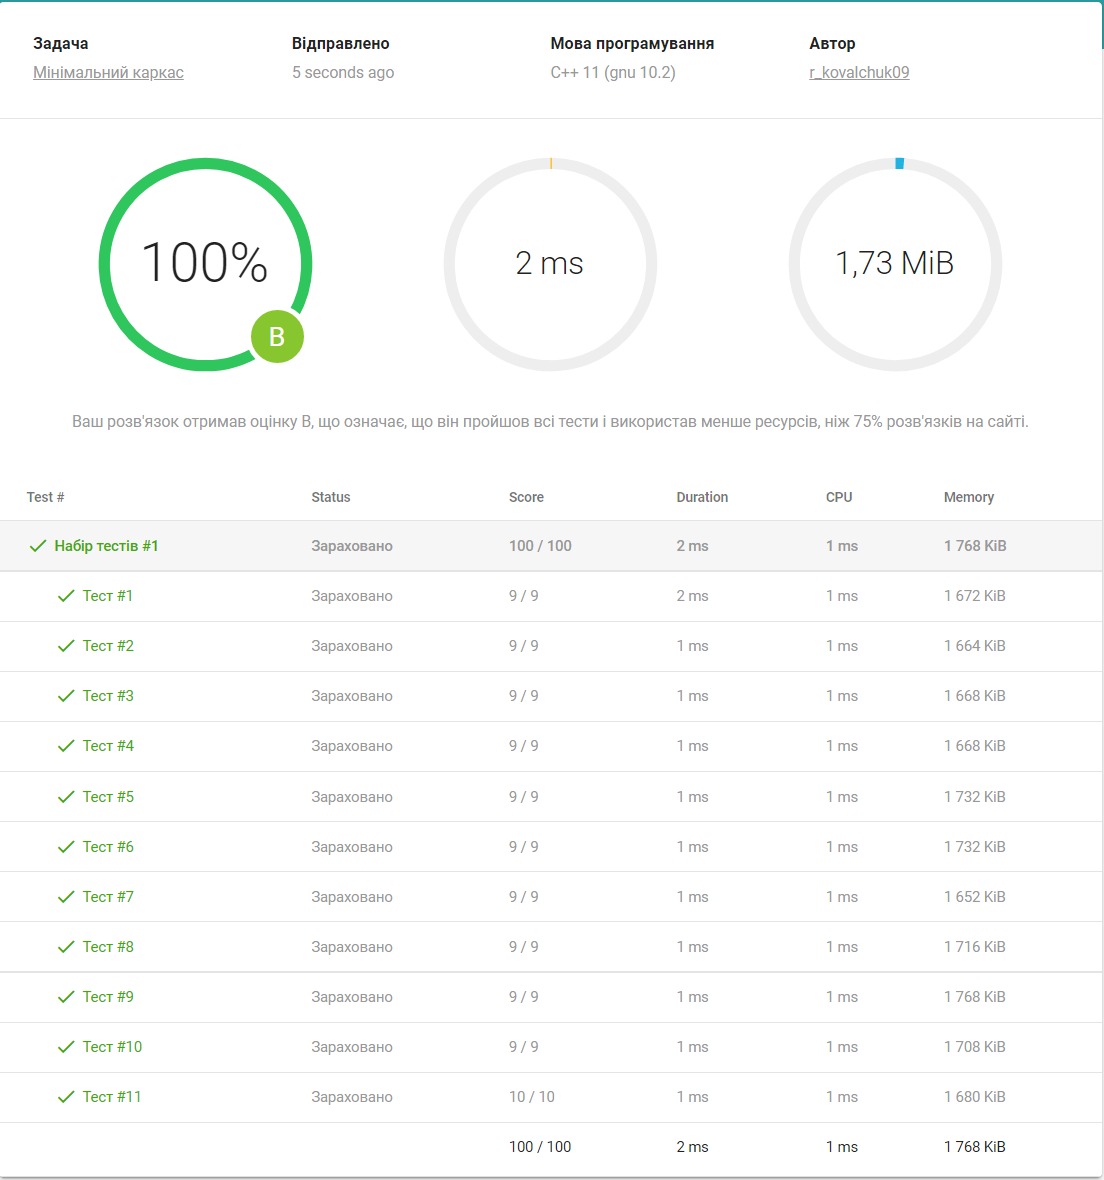 Задача Відправлено Мова програмування Автор
Мінімальний каркас 5 seconds ago C++ 11 (gnu 10.2) r_kovalchuk09
100% B 2 ms 1,73 MiB
Ваш розв'язок отримав оцінку B, що означає, що він пройшов всі тести і використав менше ресурсів, ніж 75% розв'язків на сайті.
Test # Status Score Duration CPU Memory
Набір тестів #1 Зараховано 100 / 100 2 ms 1 ms 1 768 KiB
Тест #1 Зараховано 9 / 9 2 ms 1 ms 1 672 KiB
Тест #2 Зараховано 9 / 9 1 ms 1 ms 1 664 KiB
Тест #3 Зараховано 9 / 9 1 ms 1 ms 1 668 KiB
Тест #4 Зараховано 9 / 9 1 ms 1 ms 1 668 KiB
Тест #5 Зараховано 9 / 9 1 ms 1 ms 1 732 KiB
Тест #6 Зараховано 9 / 9 1 ms 1 ms 1 732 KiB
Тест #7 Зараховано 9 / 9 1 ms 1 ms 1 652 KiB
Тест #8 Зараховано 9 / 9 1 ms 1 ms 1 716 KiB
Тест #9 Зараховано 9 / 9 1 ms 1 ms 1 768 KiB
Тест #10 Зараховано 9 / 9 1 ms 1 ms 1 708 KiB
Тест #11 Зараховано 10 / 10 1 ms 1 ms 1 680 KiB
100 / 100 2 ms 1 ms 1 768 KiB